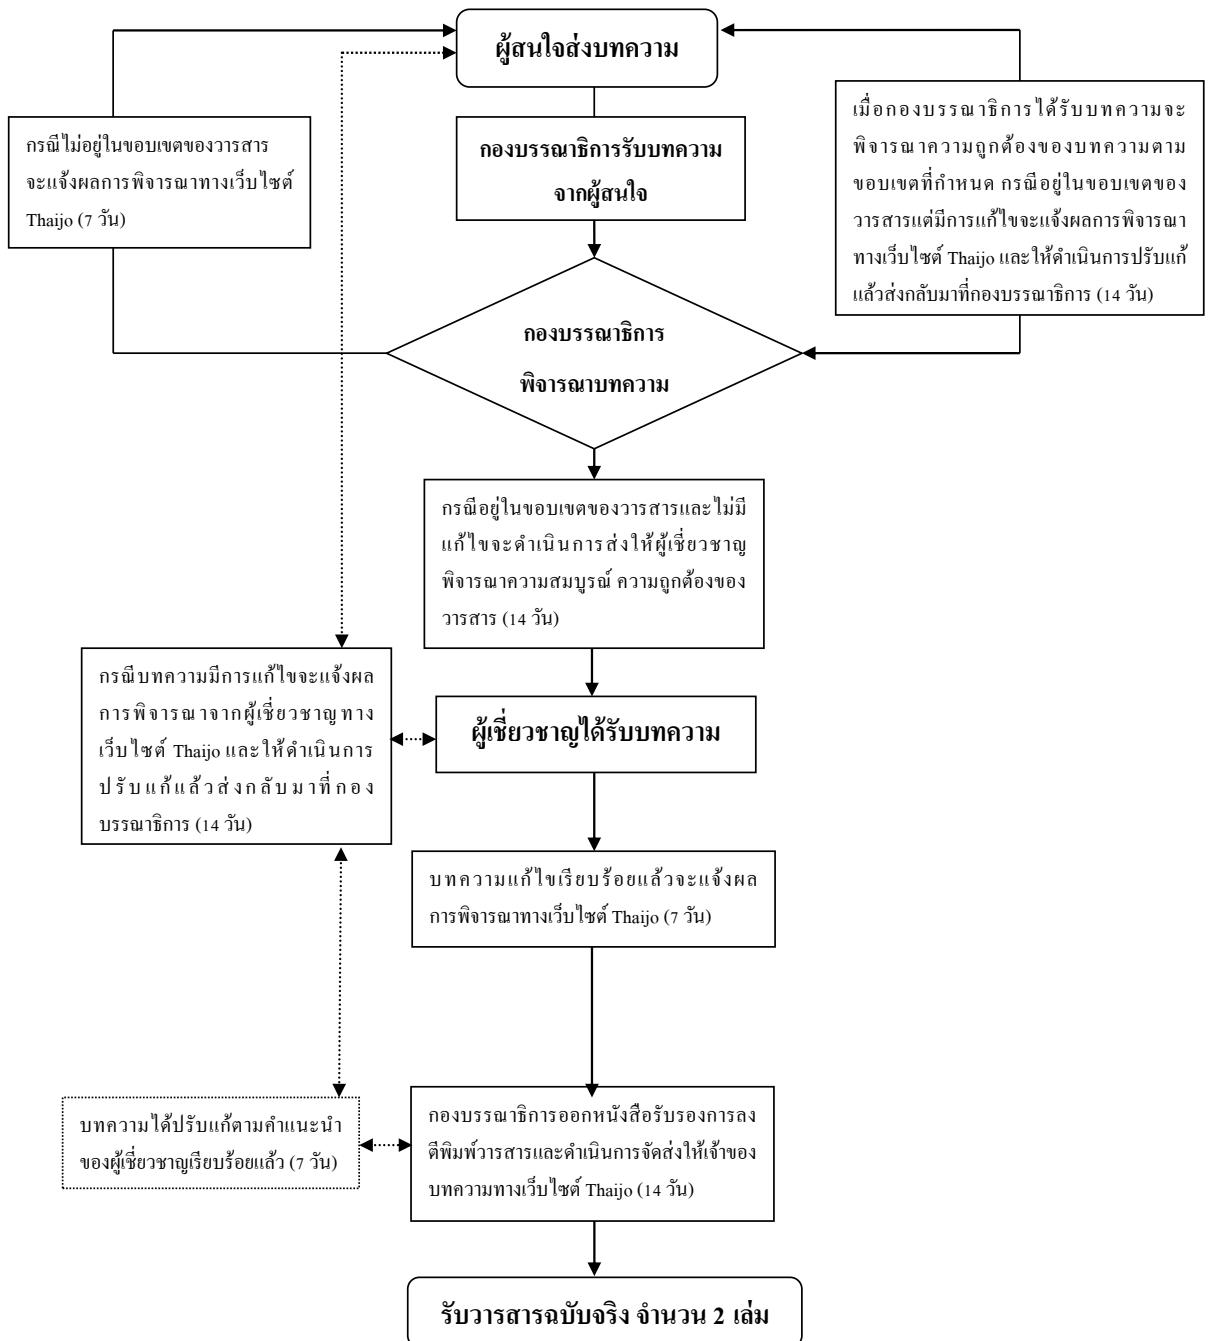 ผู้สนใจส่งบทความ
กรณีไม่อยู่ในขอบเขตของวารสาร
จะแจ้งผลการพิจารณาทางเว็บไซต์
Thaijo (7 วัน)
กองบรรณาธิการรับบทความ
จากผู้สนใจ
เมื่อกองบรรณาธิการได้รับบทความจะ
พิจารณาความถูกต้องของบทความตาม
ขอบเขตที่กำหนด กรณีอยู่ในขอบเขตของ
วารสารแต่มีการแก้ไขจะแจ้งผลการพิจารณา
ทางเว็บไซต์ Thaijo และให้ดำเนินการปรับแก้
แล้วส่งกลับมาที่กองบรรณาธิการ (14 วัน)
กองบรรณาธิการ
พิจารณาบทความ
กรณีอยู่ในขอบเขตของวารสารและไม่มี
แก้ไขจะดำเนินการส่งให้ผู้เชี่ยวชาญ
พิจารณาความสมบูรณ์ ความถูกต้องของ
วารสาร (14 วัน)
กรณีบทความมีการแก้ไขจะแจ้งผล
การพิจารณาจากผู้เชี่ยวชาญทาง
เว็บไซต์ Thaijo และให้ดำเนินการ
ปรับแก้แล้วส่งกลับมาที่กอง
บรรณาธิการ (14 วัน)
ผู้เชี่ยวชาญได้รับบทความ
บทความแก้ไขเรียบร้อยแล้วจะแจ้งผล
การพิจารณาทางเว็บไซต์ Thaijo (7 วัน)
บทความได้ปรับแก้ตามคำแนะนำ
ของผู้เชี่ยวชาญเรียบร้อยแล้ว (7 วัน)
กองบรรณาธิการออกหนังสือรับรองการลง
ตีพิมพ์วารสารและดำเนินการจัดส่งให้เจ้าของ
บทความทางเว็บไซต์ Thaijo (14 วัน)
รับวารสารฉบับจริง จำนวน 2 เล่ม